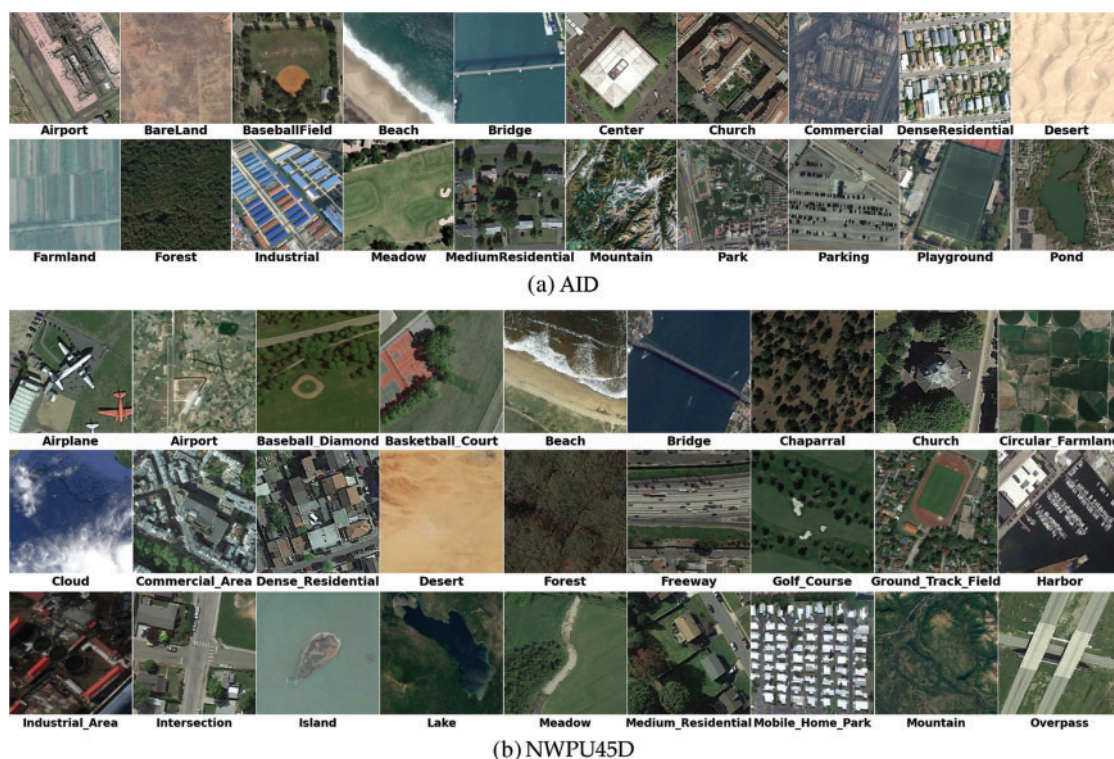 Airport BareLand BaseballField Beach Bridge Center Church Commercial DenseResidential Desert
Farmland Forest Industrial Meadow MediumResidential Mountain Park Parking Playground Pond
(a) AID
Airplane Airport Baseball_Diamond Basketball_Court Beach Bridge Chaparral Church Circular_Farmland
Cloud Commercial_Area Dense_Residential Desert Forest Freeway Golf_Course Ground_Track_Field Harbor
Industrial_Area Intersection Island Lake Meadow Medium_Residential Mobile_Home_Park Mountain Overpass
(b) NWPU45D